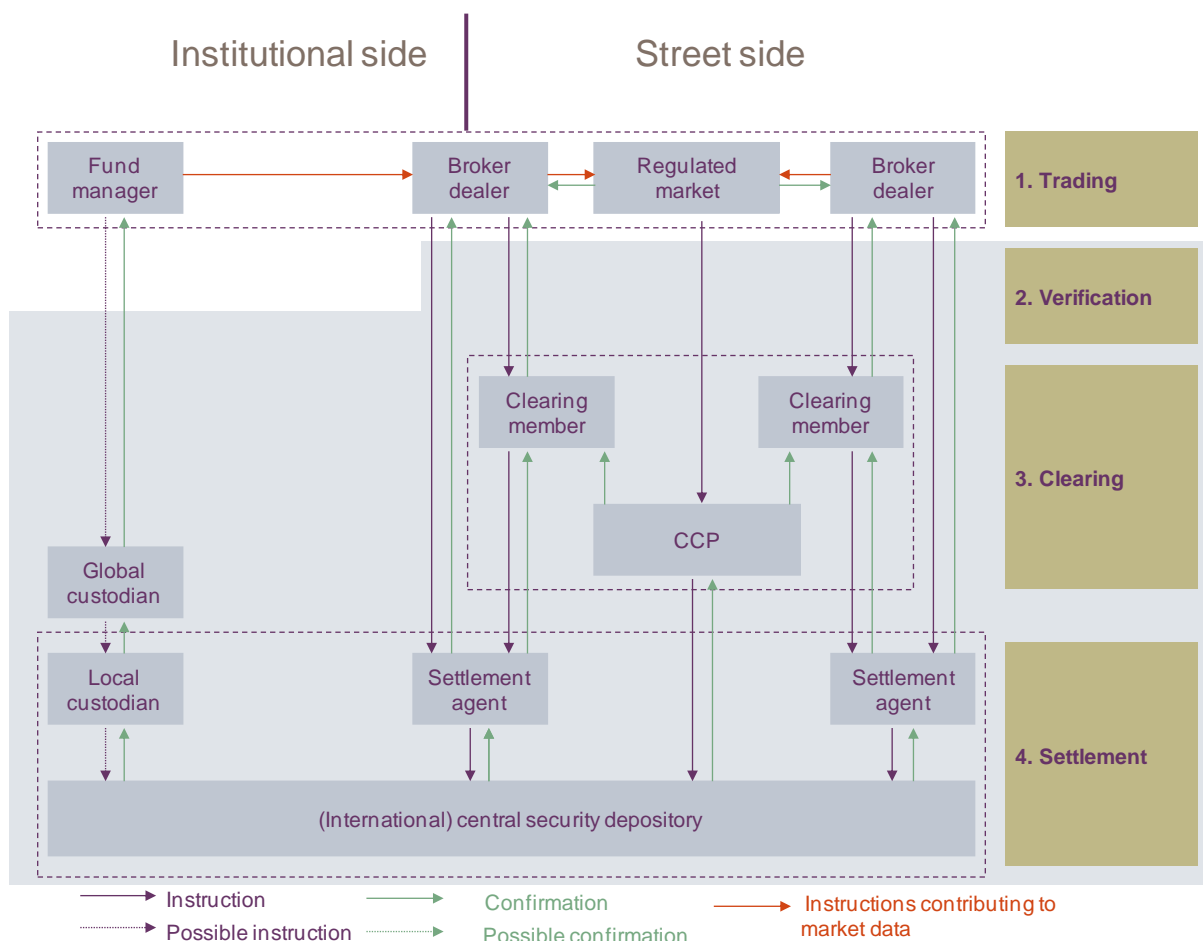 Institutional side
Street side
Fund
manager
Broker
dealer
Regulated
market
Broker
dealer
1. Trading
2. Verification
Clearing
member
Clearing
member
3. Clearing
CCP
Global
custodian
Local
custodian
Settlement
agent
Settlement
agent
4. Settlement
(International) central security depository
Instruction
Confirmation
Instructions contributing to
market data
Possible instruction
Possible confirmation